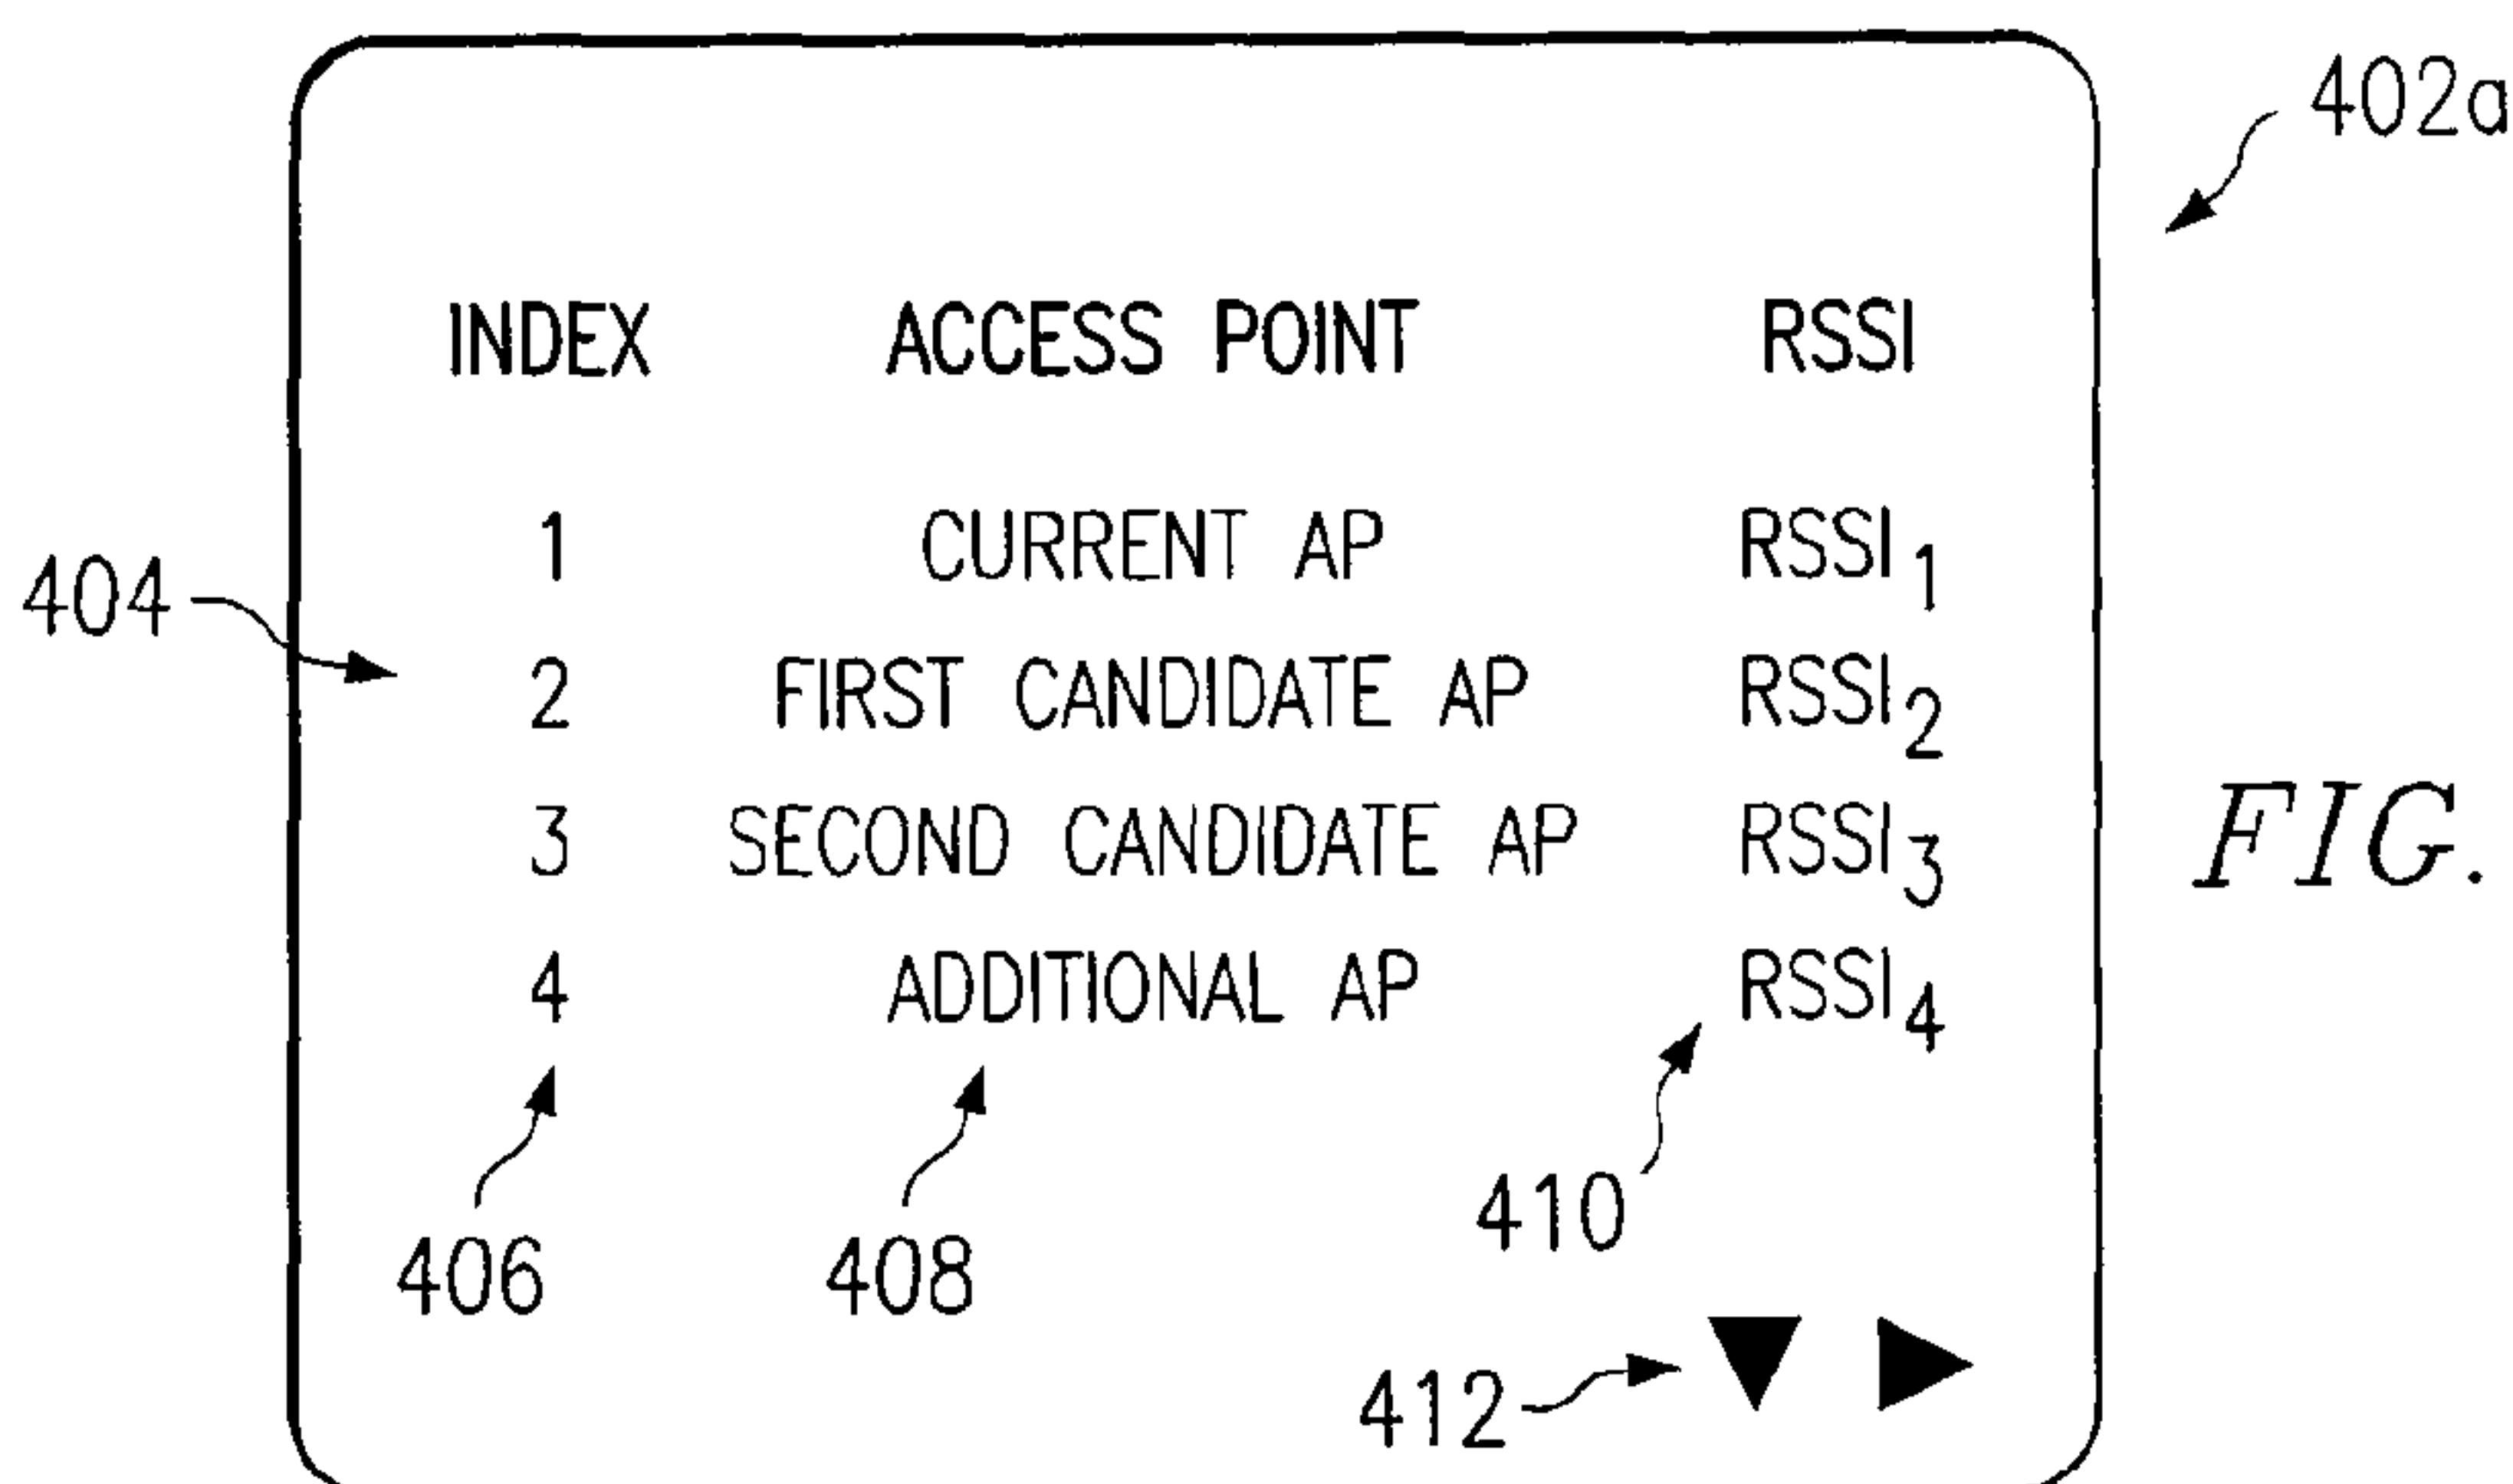 402a
INDEX ACCESS POINT RSSI
1 CURRENT AP RSSI1
404
2 FIRST CANDIDATE AP RSSI2
3 SECOND CANDIDATE AP RSSI3
FIG.
4 ADDITIONAL AP RSSI4
410
406 408
412